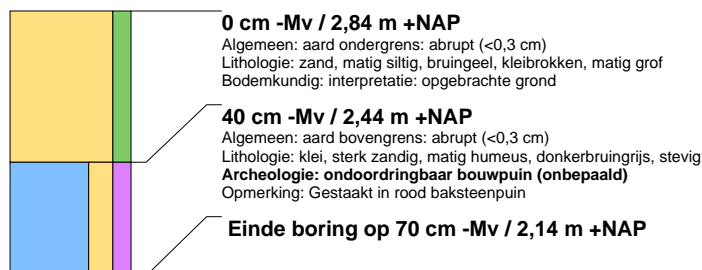 0 cm -Mv / 2,84 m +NAP
Algemeen: aard ondergrens: abrupt (<0,3 cm)
Lithologie: zand, matig siltig, bruingeel, kleibrokken, matig grof
Bodemkundig: interpretatie: opgebrachte grond
40 cm -Mv / 2,44 m +NAP
Algemeen: aard bovengrens: abrupt (<0,3 cm)
Lithologie: klei, sterk zandig, matig humeus, donkerbruingrijs, stevig
Archeologie: ondoordringbaar bouwpuin (onbepaald)
Opmerking: Gestaakt in rood baksteenpuin
Einde boring op 70 cm -Mv / 2,14 m +NAP